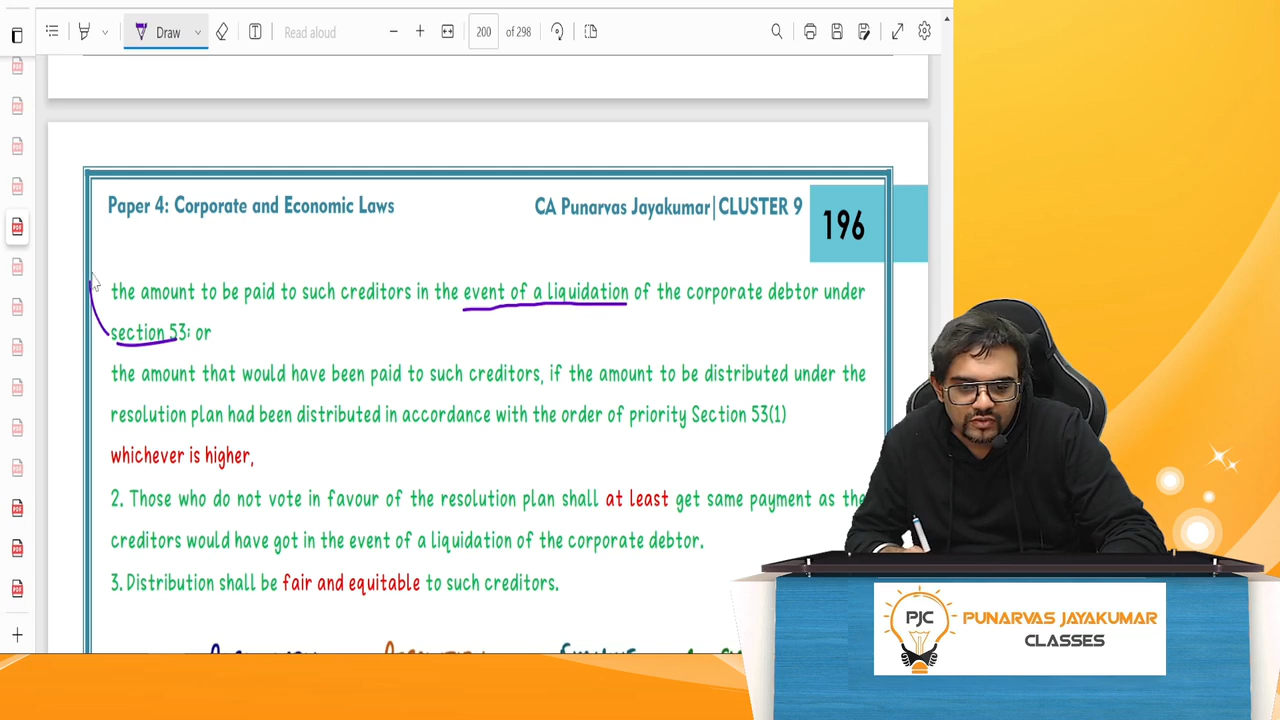 Draw
Read aloud
200
of 298
Paper 4: Corporate and Economic Laws
CA Punarvas Jayakumar|CLUSTER 9
196
the amount to be paid to such creditors in the event of a liquidation of the corporate debtor under
section 53; or
the amount that would have been paid to such creditors, if the amount to be distributed under the
resolution plan had been distributed in accordance with the order of priority Section 53(1)
whichever is higher,
2. Those who do not vote in favour of the resolution plan shall at least get same payment as the
creditors would have got in the event of a liquidation of the corporate debtor.
3. Distribution shall be fair and equitable to such creditors.
PJC
PUNARVAS JAYAKUMAR
CLASSES